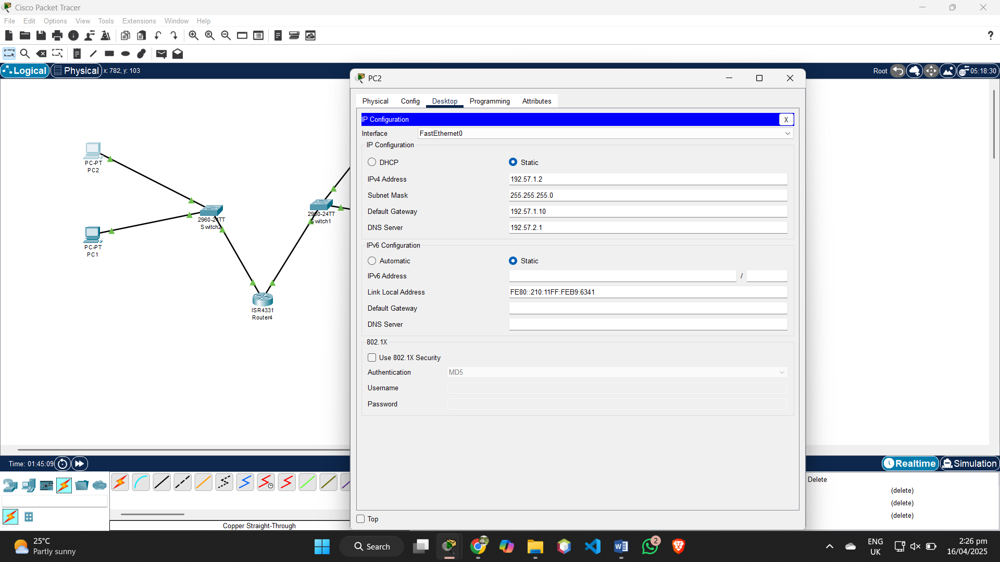 Cisco Packet Tracer
File Edit Options View Tools Extensions Window Help
Logical Physical x: 782, y: 103
Root 05:18:30
PC-PT
PC2
2960-24TT
Switch2
PC-PT
PC1
2960-24TT
Switch1
ISR4331
Router4
PC2
Physical Config Desktop Programming Attributes
IP Configuration X
Interface FastEthernet0
IP Configuration
DHCP Static
IPv4 Address 192.57.1.2
Subnet Mask 255.255.255.0
Default Gateway 192.57.1.10
DNS Server 192.57.2.1
IPv6 Configuration
Automatic Static
IPv6 Address /
Link Local Address FE80::210:11FF:FEB9:6341
Default Gateway
DNS Server
802.1X
Use 802.1X Security
Authentication MD5
Username
Password
Top
Time: 01:45:09
Realtime Simulation
Copper Straight-Through
Delete
(delete)
(delete)
(delete)
25°C
Partly sunny
Search
2
ENG
UK
2:26 pm
16/04/2025